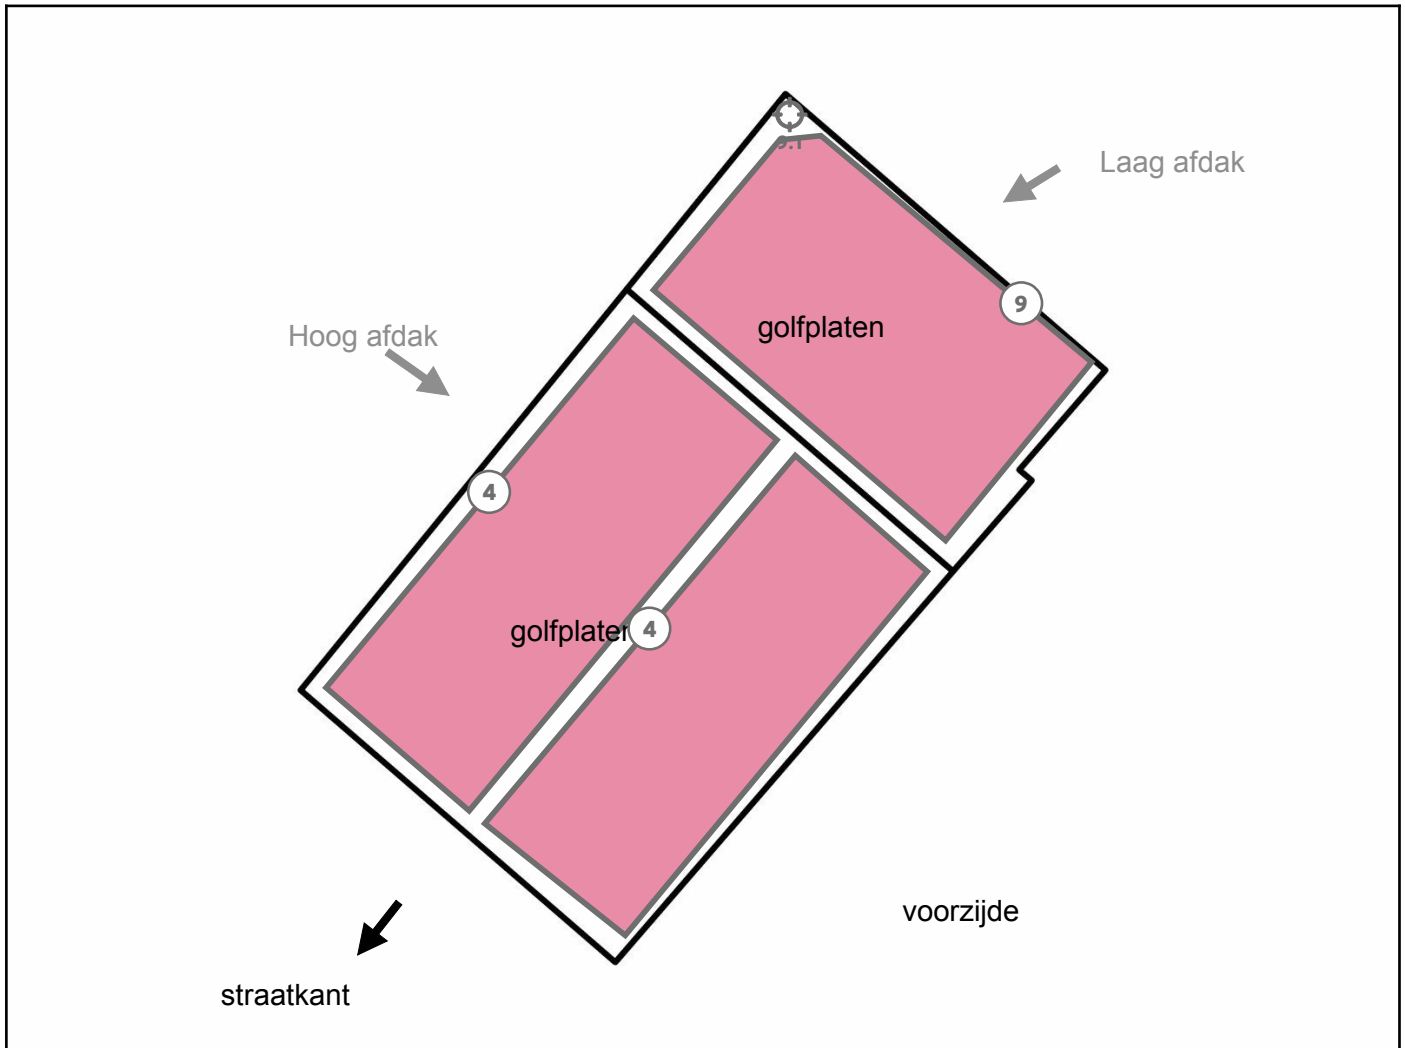 Laag afdak
9
golfplaten
Hoog afdak
4
golfplaten
4
voorzijde
straatkant